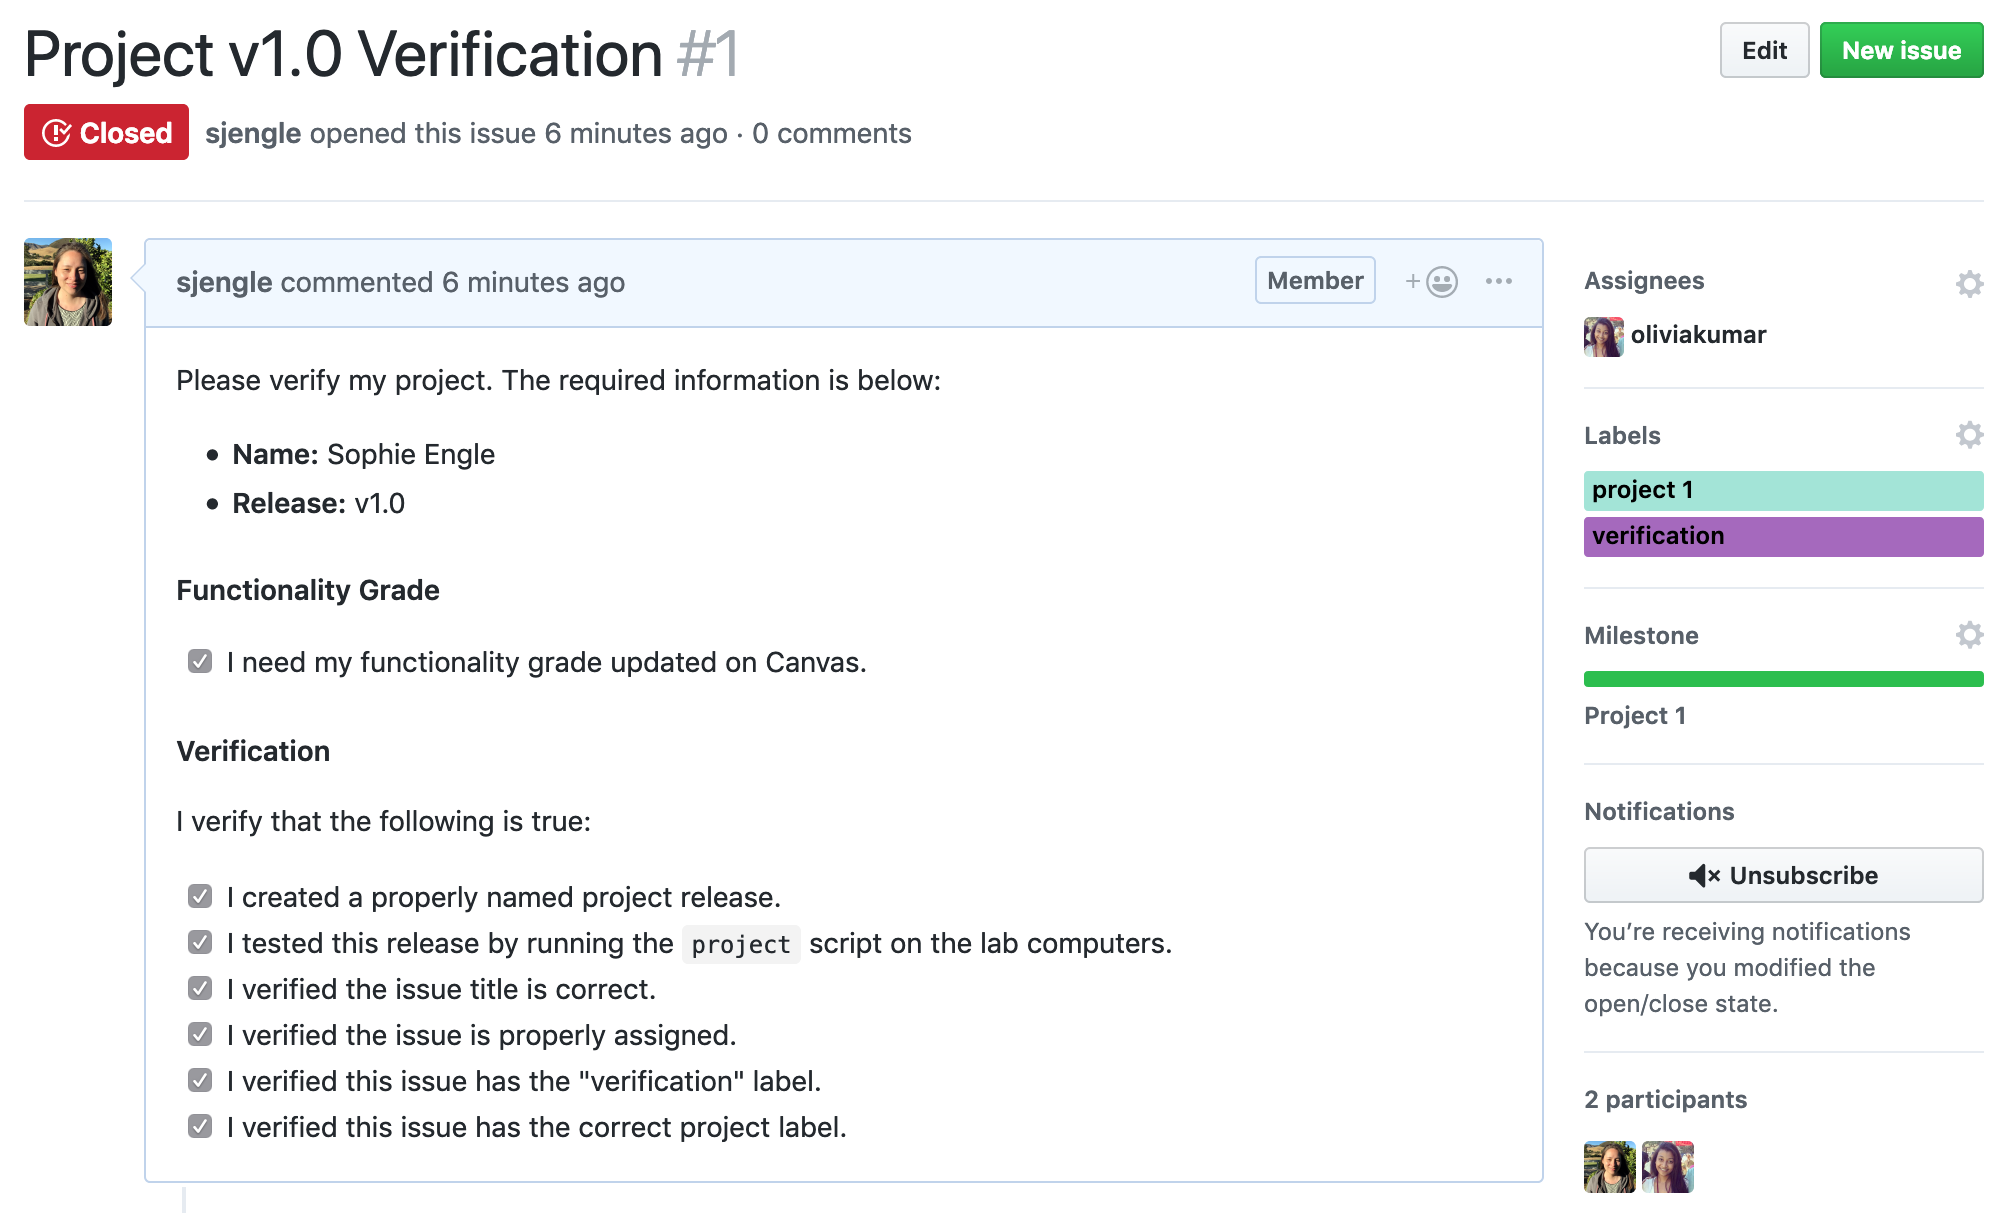 Project v1.0 Verification #1
Edit
New issue
Closed
sjengle opened this issue 6 minutes ago · 0 comments
sjengle commented 6 minutes ago
Member
Please verify my project. The required information is below:
• Name: Sophie Engle
• Release: v1.0
Functionality Grade
I need my functionality grade updated on Canvas.
Verification
I verify that the following is true:
I created a properly named project release.
I tested this release by running the project script on the lab computers.
I verified the issue title is correct.
I verified the issue is properly assigned.
I verified this issue has the "verification" label.
I verified this issue has the correct project label.
Assignees
oliviakumar
Labels
project 1
verification
Milestone
Project 1
Notifications
Unsubscribe
You’re receiving notifications
because you modified the
open/close state.
2 participants